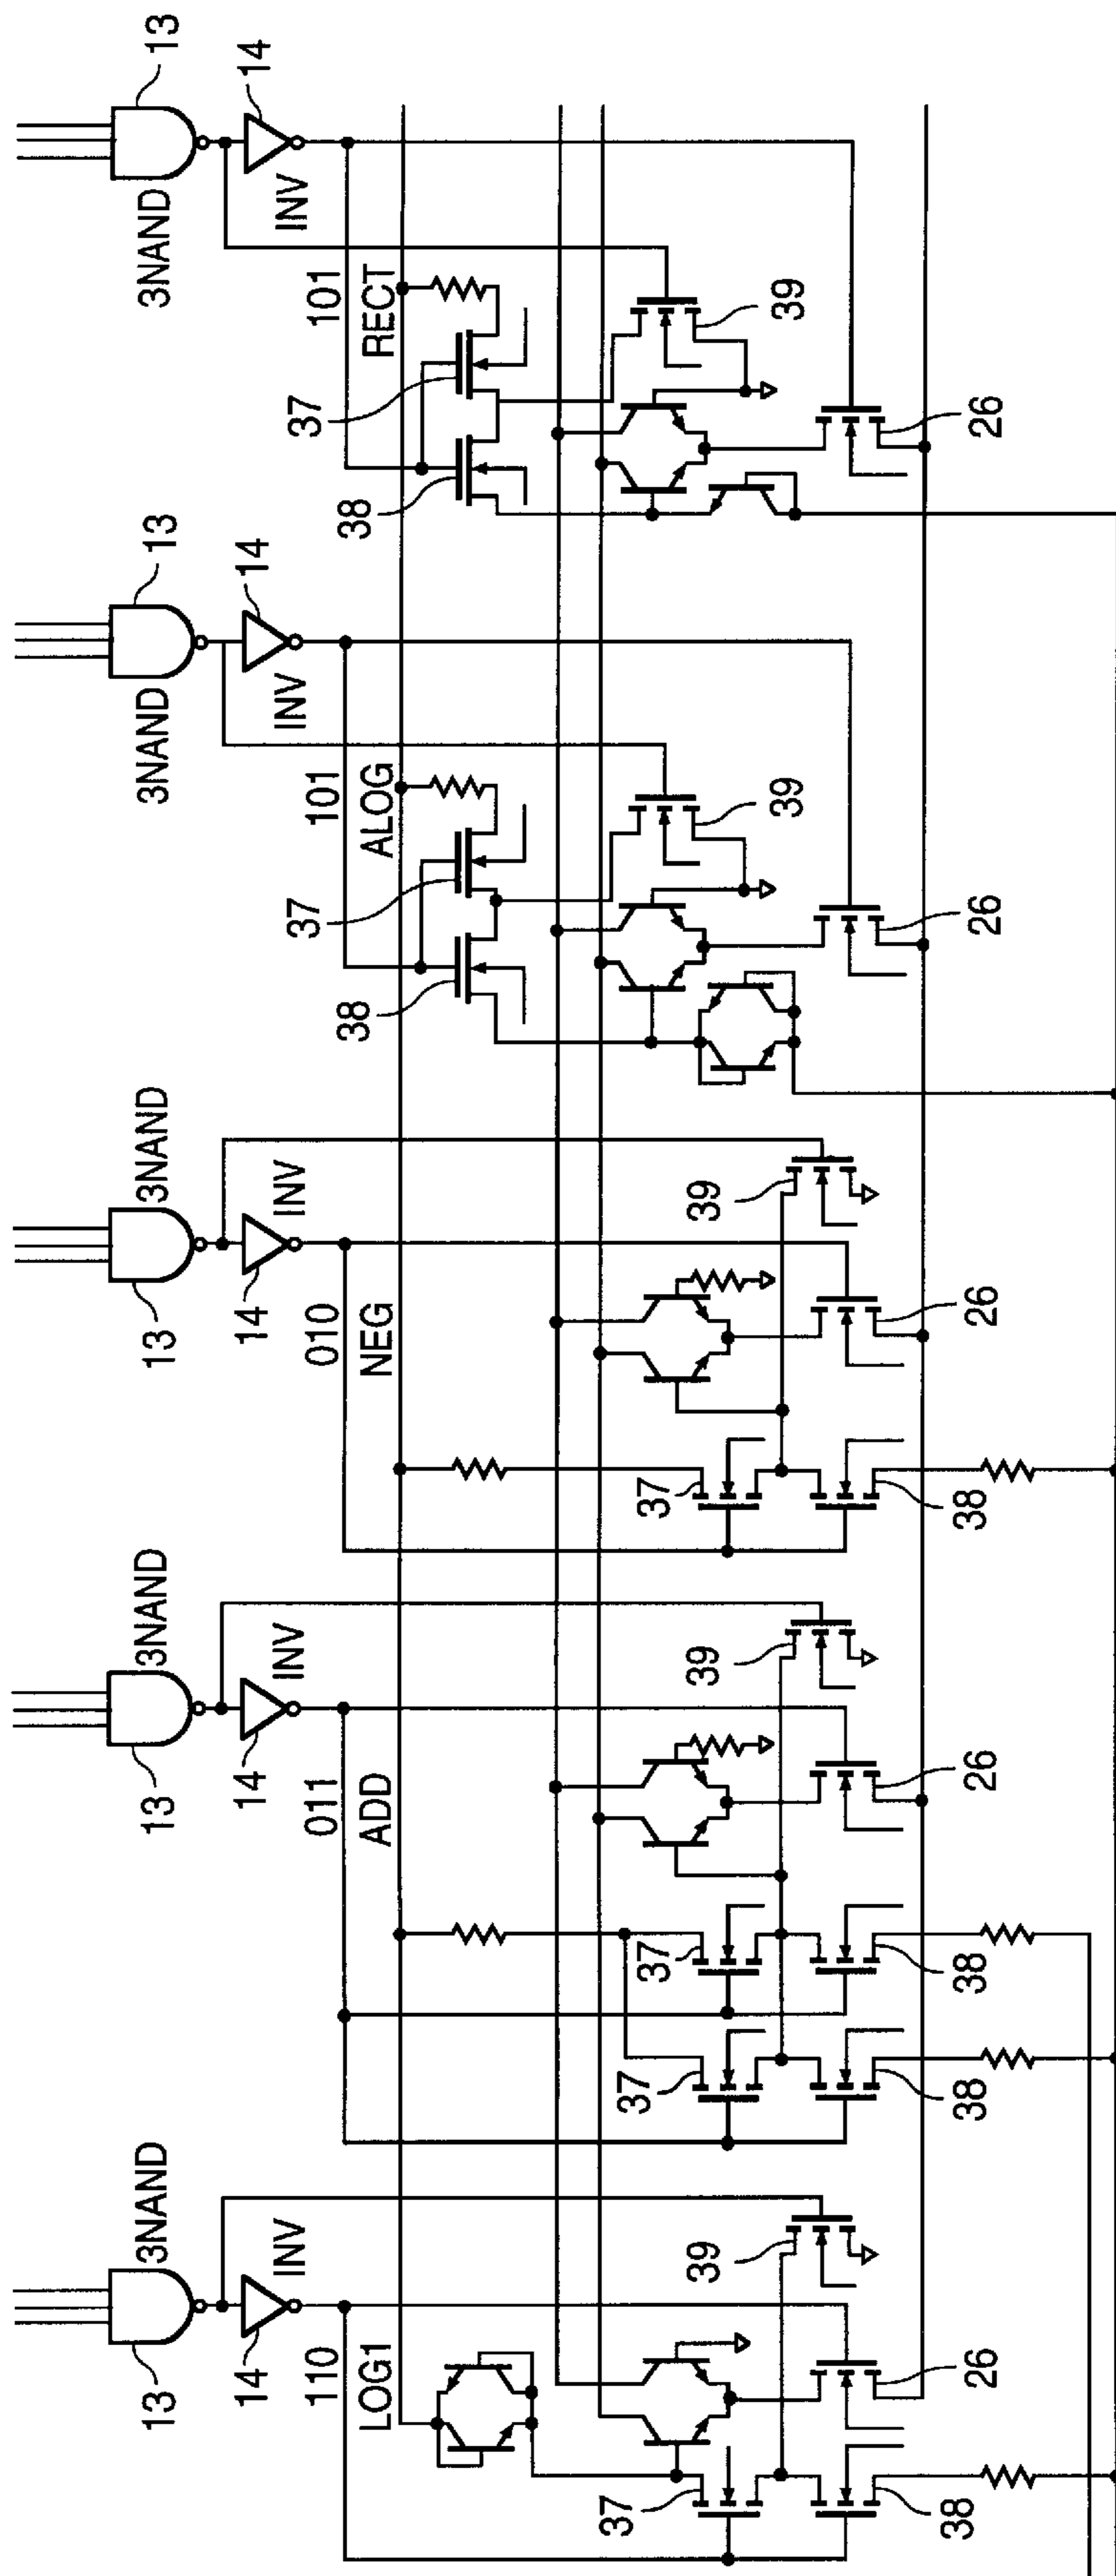 13
3NAND
14
INV
110
LOG1
37
39
38
26
13
3NAND
14
INV
011
ADD
37
37
39
38
38
26
13
3NAND
14
INV
010
NEG
37
39
38
26
3NAND
13
INV
14
101
ALOG
38
37
39
26
3NAND
13
INV
14
101
RECT
38
37
39
26